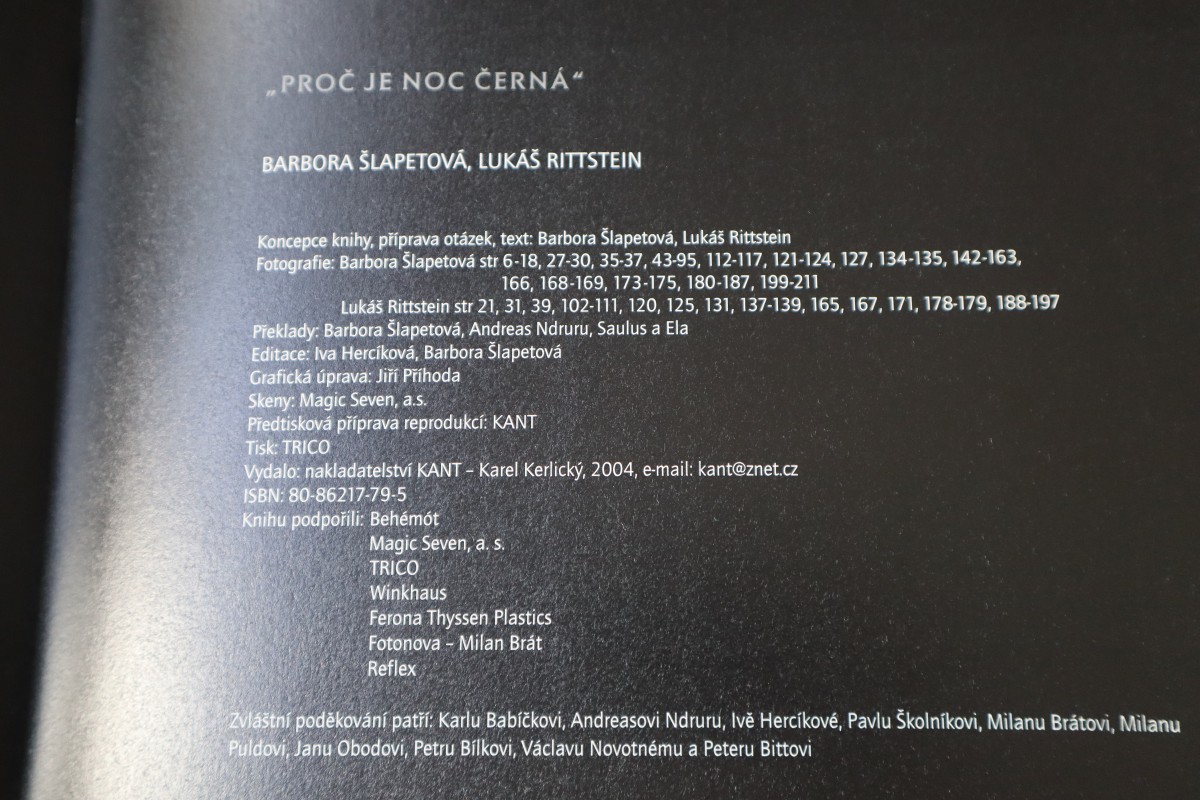 „PROČ JE NOC ČERNÁ“
BARBORA ŠLAPETOVÁ, LUKÁŠ RITTSTEIN
Koncepce knihy, příprava otázek, text: Barbora Šlapetová, Lukáš Rittstein
Fotografie: Barbora Šlapetová str 6-18, 27-30, 35-37, 43-95, 112-117, 121-124, 127, 134-135, 142-163,
166, 168-169, 173-175, 180-187, 199-211
Lukáš Rittstein str 21, 31, 39, 102-111, 120, 125, 131, 137-139, 165, 167, 171, 178-179, 188-197
Překlady: Barbora Šlapetová, Andreas Ndruru, Saulus a Ela
Editace: Iva Hercíková, Barbora Šlapetová
Grafická úprava: Jiří Příhoda
Skeny: Magic Seven, a.s.
Předtisková příprava reprodukcí: KANT
Tisk: TRICO
Vydalo: nakladatelství KANT – Karel Kerlický, 2004, e-mail: kant@znet.cz
ISBN: 80-86217-79-5
Knihu podpořili: Behémót
Magic Seven, a. s.
TRICO
Winkhaus
Ferona Thyssen Plastics
Fotonova – Milan Brát
Reflex
Zvláštní poděkování patří: Karlu Babíčkovi, Andreasovi Ndruru, Ivě Hercíkové, Pavlu Školníkovi, Milanu Brátovi, Milanu
Puldovi, Janu Obodovi, Petru Bílkovi, Václavu Novotnému a Peteru Bittovi